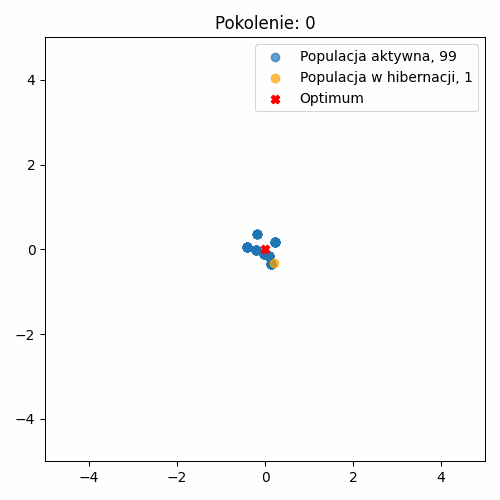 Pokolenie: 0
Populacja aktywna, 99
Populacja w hibernacji, 1
Optimum
4
2
0
−2
−4
−4
−2
0
2
4